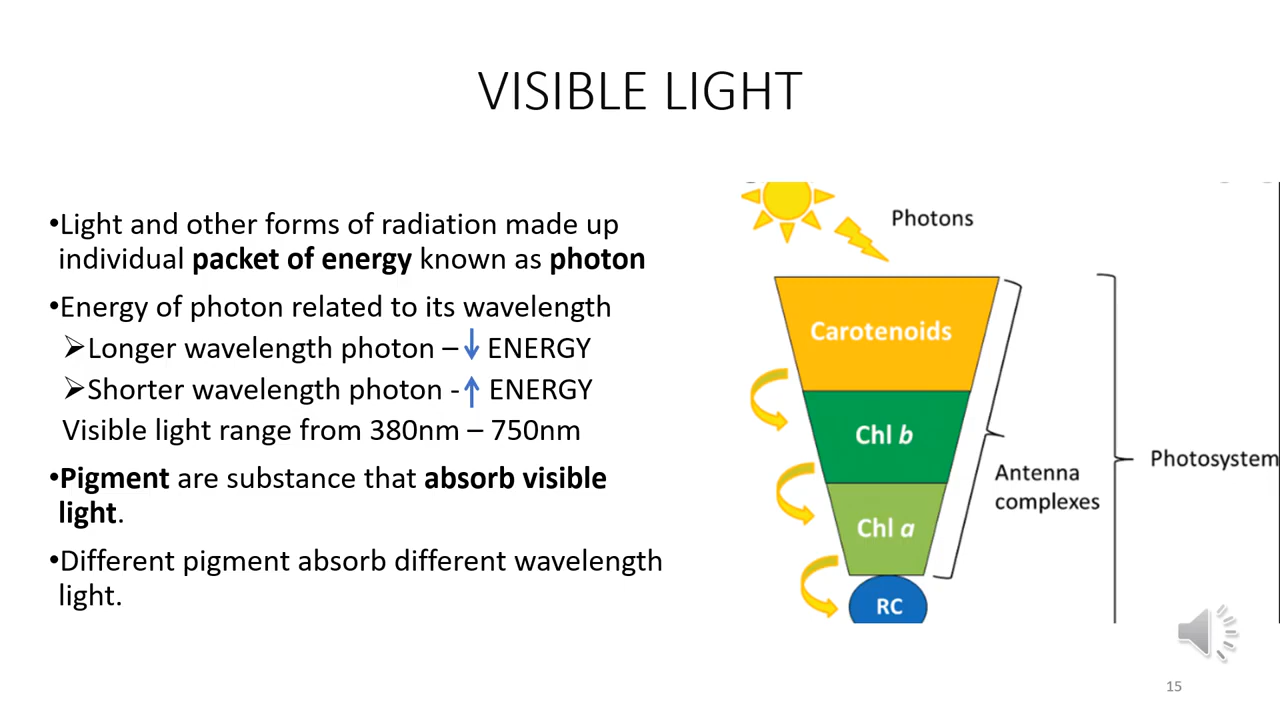 VISIBLE LIGHT
•Light and other forms of radiation made up
individual packet of energy known as photon
•Energy of photon related to its wavelength
➢Longer wavelength photon – ↓ ENERGY
➢Shorter wavelength photon - ↑ ENERGY
Visible light range from 380nm – 750nm
•Pigment are substance that absorb visible
light.
•Different pigment absorb different wavelength
light.
Photons
Carotenoids
Chl b
Chl a
RC
Antenna
complexes
Photosystem
15